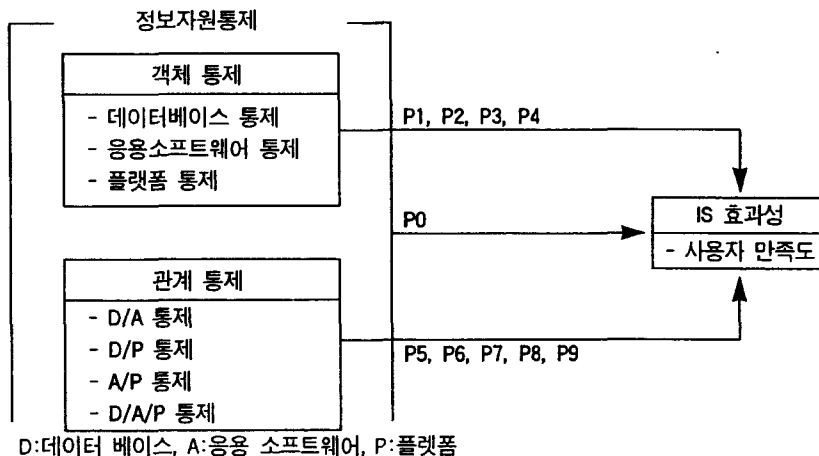 정보자원통제
객체 통제
- 데이터베이스 통제
- 응용소프트웨어 통제
- 플랫폼 통제
P1, P2, P3, P4
P0
IS 효과성
- 사용자 만족도
관계 통제
- D/A 통제
- D/P 통제
- A/P 통제
- D/A/P 통제
P5, P6, P7, P8, P9
D:데이터 베이스, A:응용 소프트웨어, P:플렛폼